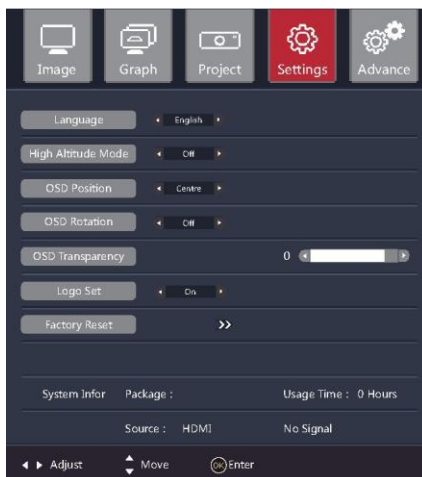 Image Graph Project Settings Advance
Language English
High Altitude Mode Off
OSD Position Centre
OSD Rotation Off
OSD Transparency 0
Logo Set On
Factory Reset »
System Infor Package : Usage Time : 0 Hours
Source : HDMI No Signal
Adjust Move OK Enter